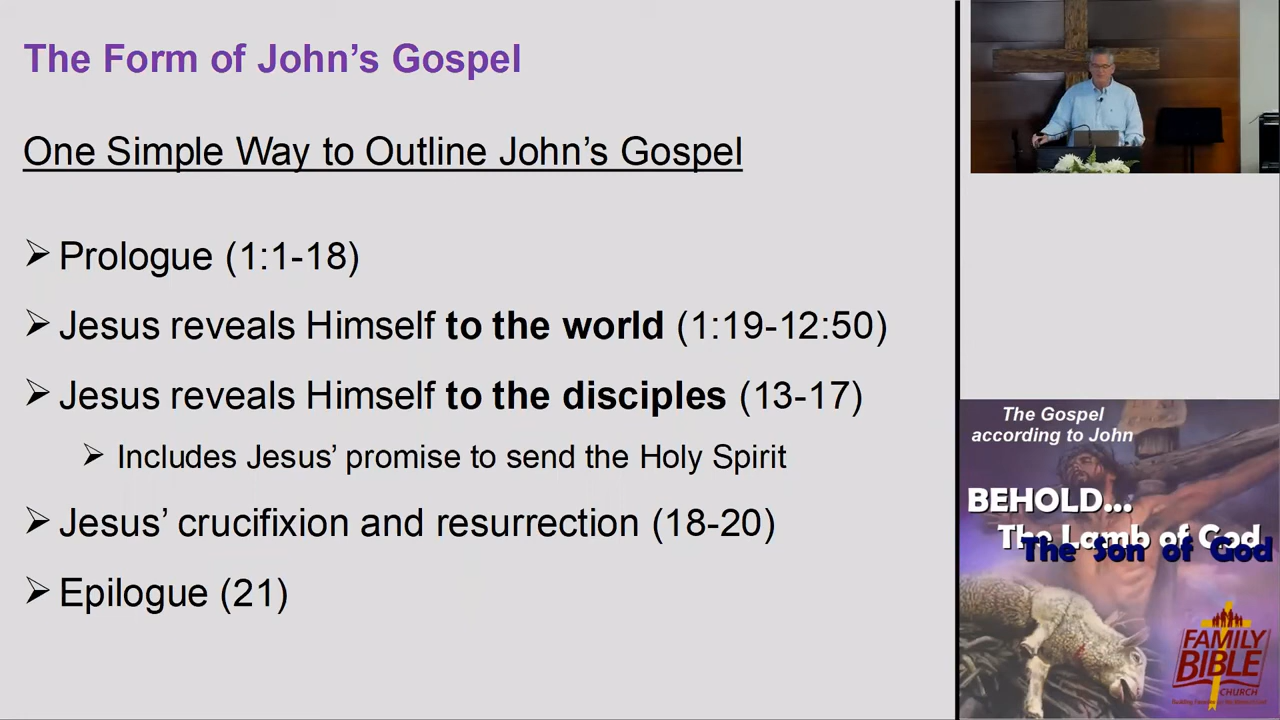 The Form of John’s Gospel
One Simple Way to Outline John’s Gospel
➢ Prologue (1:1-18)
➢ Jesus reveals Himself to the world (1:19-12:50)
➢ Jesus reveals Himself to the disciples (13-17)
➢ Includes Jesus’ promise to send the Holy Spirit
➢ Jesus’ crucifixion and resurrection (18-20)
➢ Epilogue (21)
The Gospel
according to John
BEHOLD...
The Lamb of God
The Son of God
FAMILY
BIBLE
CHURCH